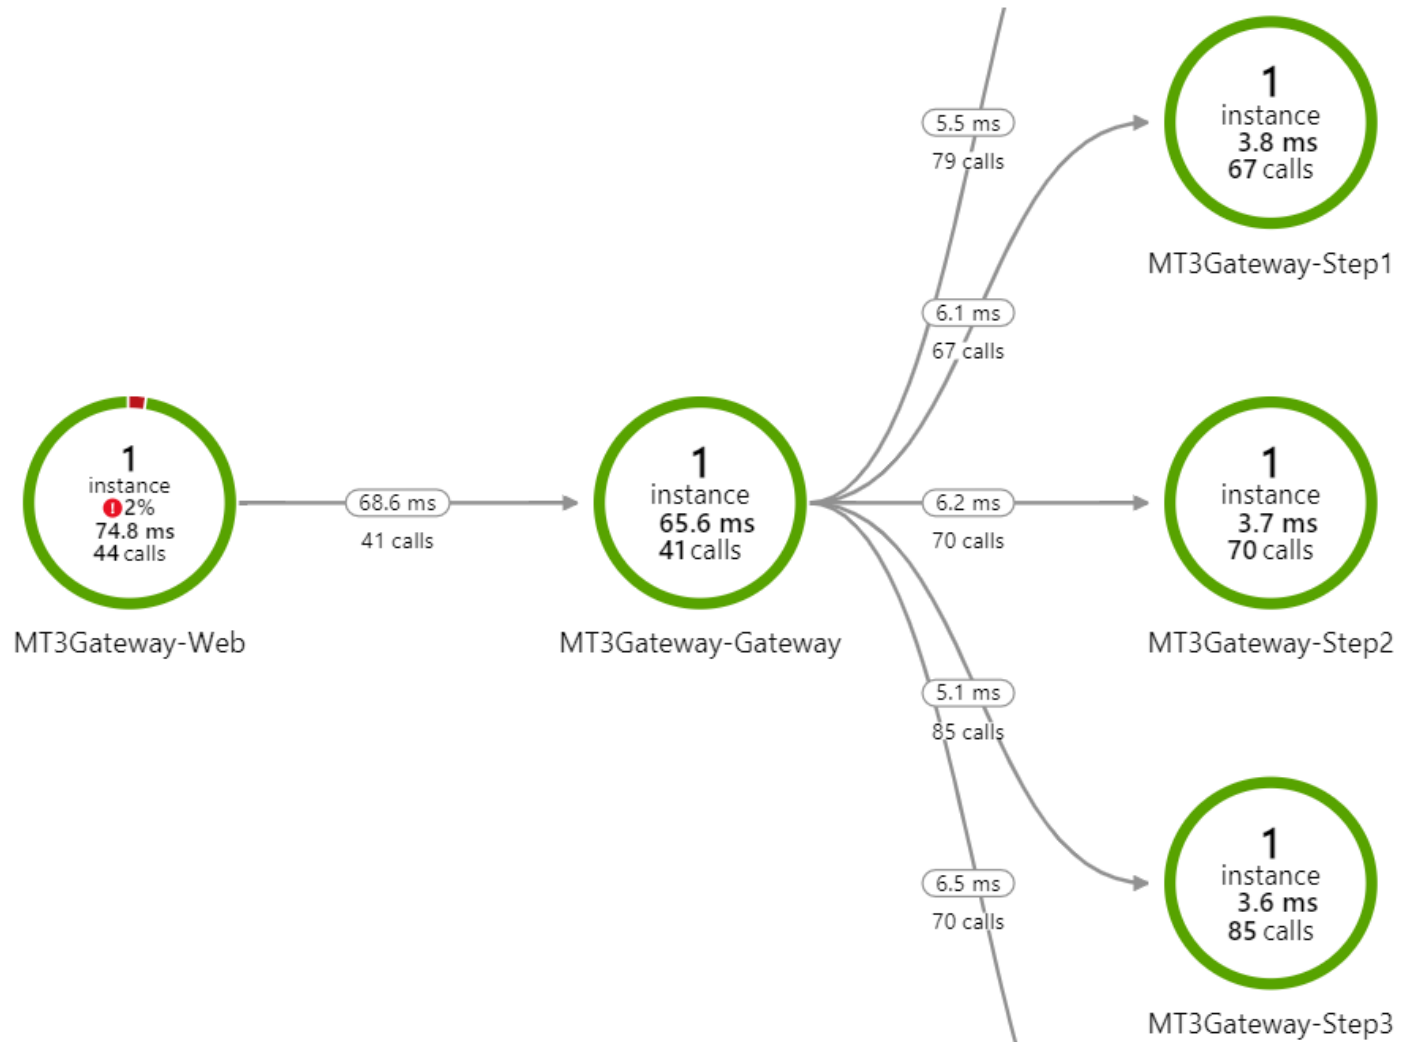 1
instance
2%
74.8 ms
44 calls
MT3Gateway-Web
68.6 ms
41 calls
1
instance
65.6 ms
41 calls
MT3Gateway-Gateway
5.5 ms
79 calls
6.1 ms
67 calls
6.2 ms
70 calls
5.1 ms
85 calls
6.5 ms
70 calls
1
instance
3.8 ms
67 calls
MT3Gateway-Step1
1
instance
3.7 ms
70 calls
MT3Gateway-Step2
1
instance
3.6 ms
85 calls
MT3Gateway-Step3